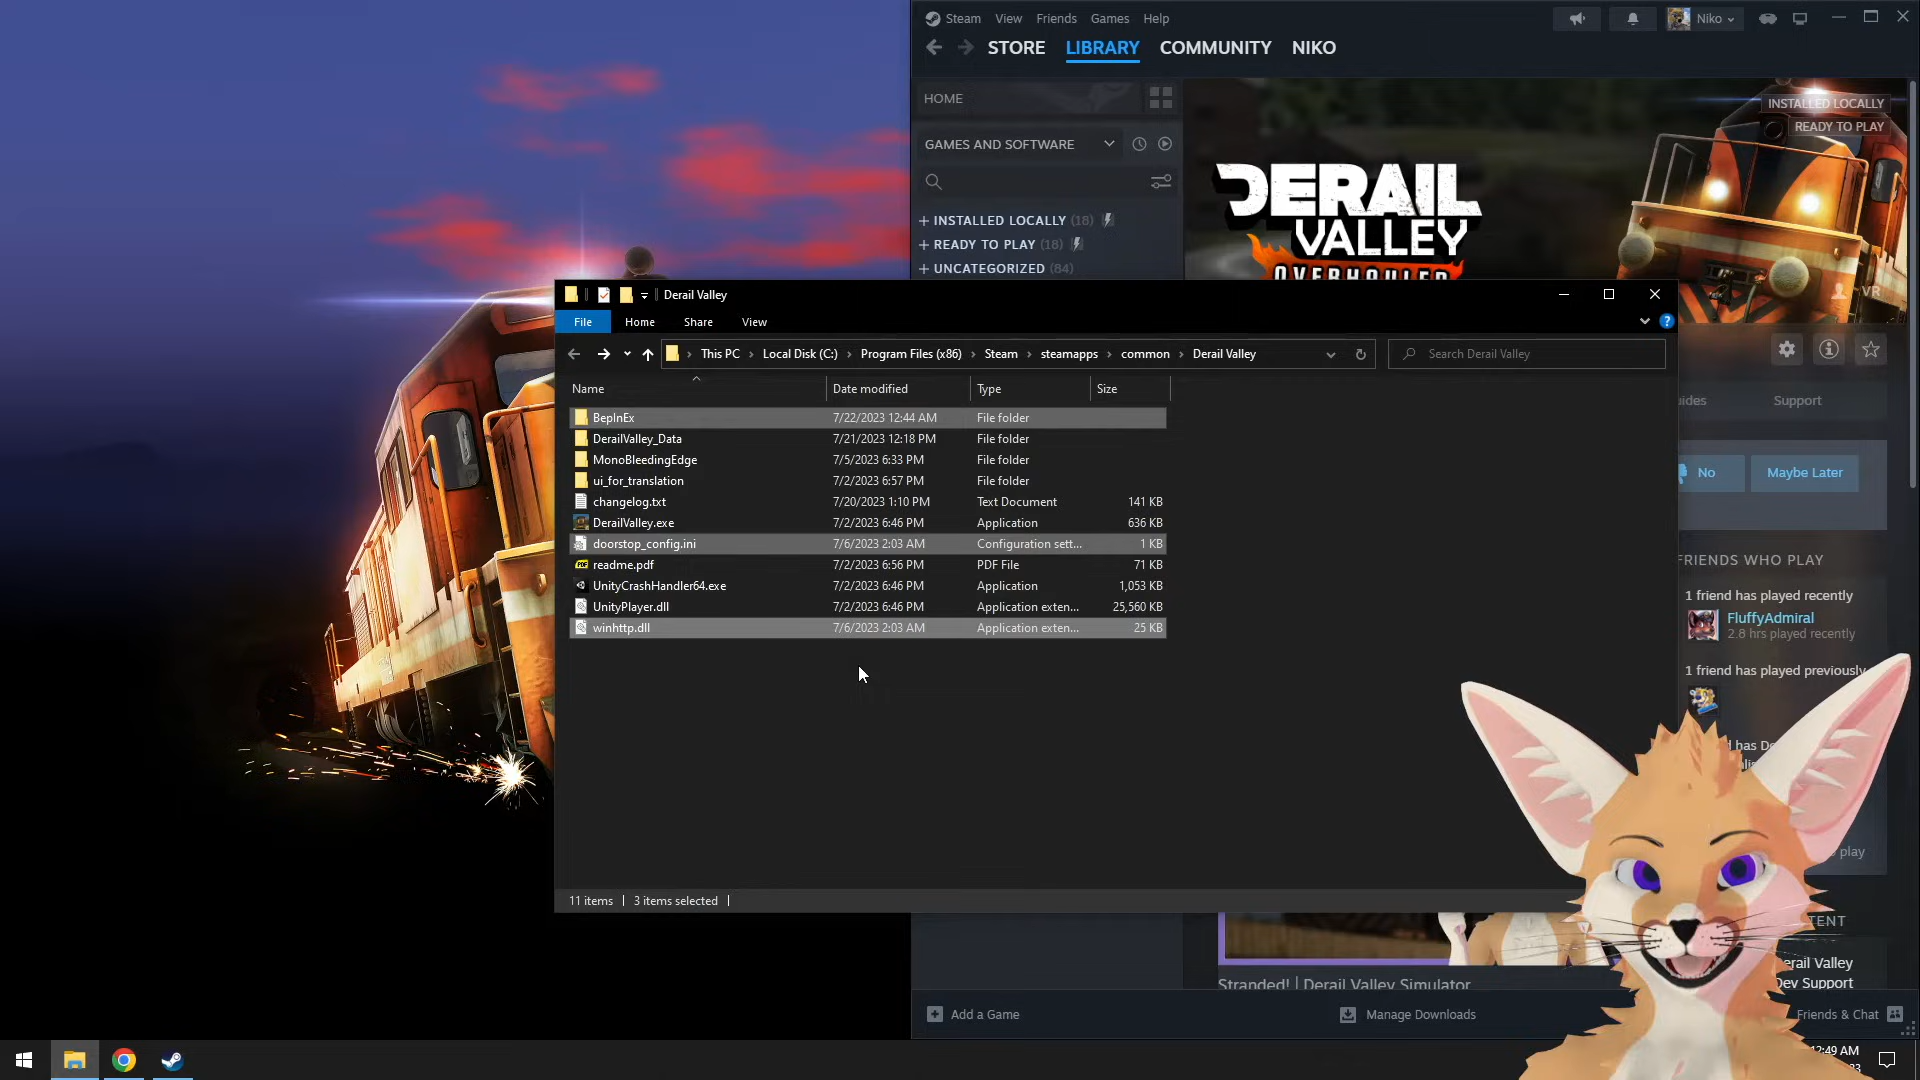 Steam View Friends Games Help
Niko
STORE LIBRARY COMMUNITY NIKO
HOME
GAMES AND SOFTWARE
+ INSTALLED LOCALLY (18)
+ READY TO PLAY (18)
+ UNCATEGORIZED (84)
INSTALLED LOCALLY
READY TO PLAY
DERAIL
VALLEY
OVERHAULED
VR
Derail Valley
File Home Share View
This PC > Local Disk (C:) > Program Files (x86) > Steam > steamapps > common > Derail Valley
Search Derail Valley
Name Date modified Type Size
BepInEx 7/22/2023 12:44 AM File folder
DerailValley_Data 7/21/2023 12:18 PM File folder
MonoBleedingEdge 7/5/2023 6:33 PM File folder
ui_for_translation 7/2/2023 6:57 PM File folder
changelog.txt 7/20/2023 1:10 PM Text Document 141 KB
DerailValley.exe 7/2/2023 6:46 PM Application 636 KB
doorstop_config.ini 7/6/2023 2:03 AM Configuration sett... 1 KB
readme.pdf 7/2/2023 6:56 PM PDF File 71 KB
UnityCrashHandler64.exe 7/2/2023 6:46 PM Application 1,053 KB
UnityPlayer.dll 7/2/2023 6:46 PM Application exten... 25,560 KB
winhttp.dll 7/6/2023 2:03 AM Application exten... 25 KB
11 items 3 items selected
uides Support
No Maybe Later
FRIENDS WHO PLAY
1 friend has played recently
FluffyAdmiral
2.8 hrs played recently
1 friend has played previously
play
TENT
erail Valley
Dev Support
Stranded! | Derail Valley Simulator
Add a Game
Manage Downloads
Friends & Chat
12:49 AM